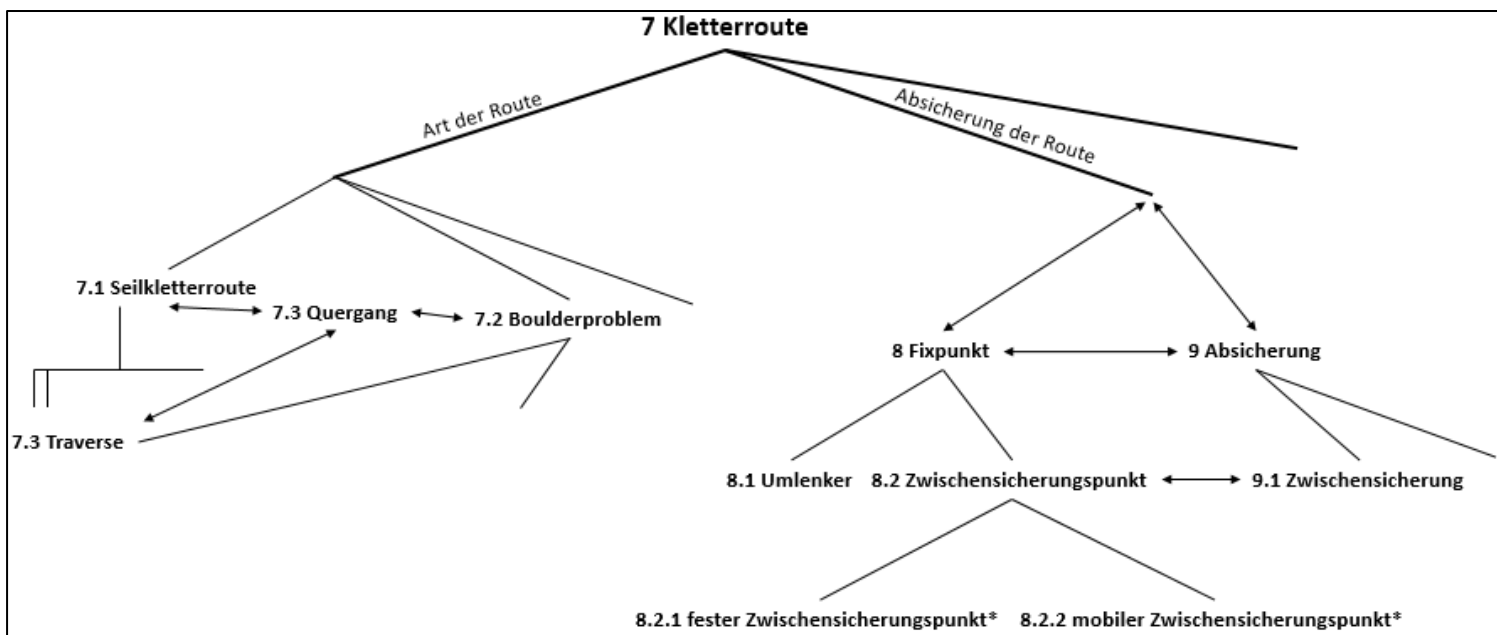 7 Kletterroute
Art der Route
Absicherung der Route
7.1 Seilkletterroute
7.3 Quergang
7.2 Boulderproblem
8 Fixpunkt
9 Absicherung
7.3 Traverse
8.1 Umlenker
8.2 Zwischensicherungspunkt
9.1 Zwischensicherung
8.2.1 fester Zwischensicherungspunkt*
8.2.2 mobiler Zwischensicherungspunkt*